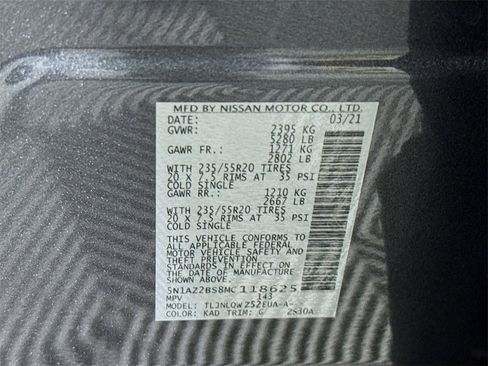 MFD BY NISSAN MOTOR CO., LTD.
DATE: 03/21
GVWR: 2395 KG
5280 LB
GAWR FR.: 1271 KG
2802 LB
WITH 235/55R20 TIRES
20 X 7.5 RIMS AT 35 PSI
COLD SINGLE
GAWR RR.: 1210 KG
2667 LB
WITH 235/55R20 TIRES
20 X 7.5 RIMS AT 35 PSI
COLD SINGLE
THIS VEHICLE CONFORMS TO
ALL APPLICABLE FEDERAL
MOTOR VEHICLE SAFETY AND
THEFT PREVENTION
STANDARDS IN EFFECT ON
THE DATE OF MANUFACTURE
SHOWN ABOVE
5N1AZ2BS8MC118625
MPV 143
MODEL: TLJNLQWZ52EUA-A--
COLOR: KAD TRIM: G ZS30A